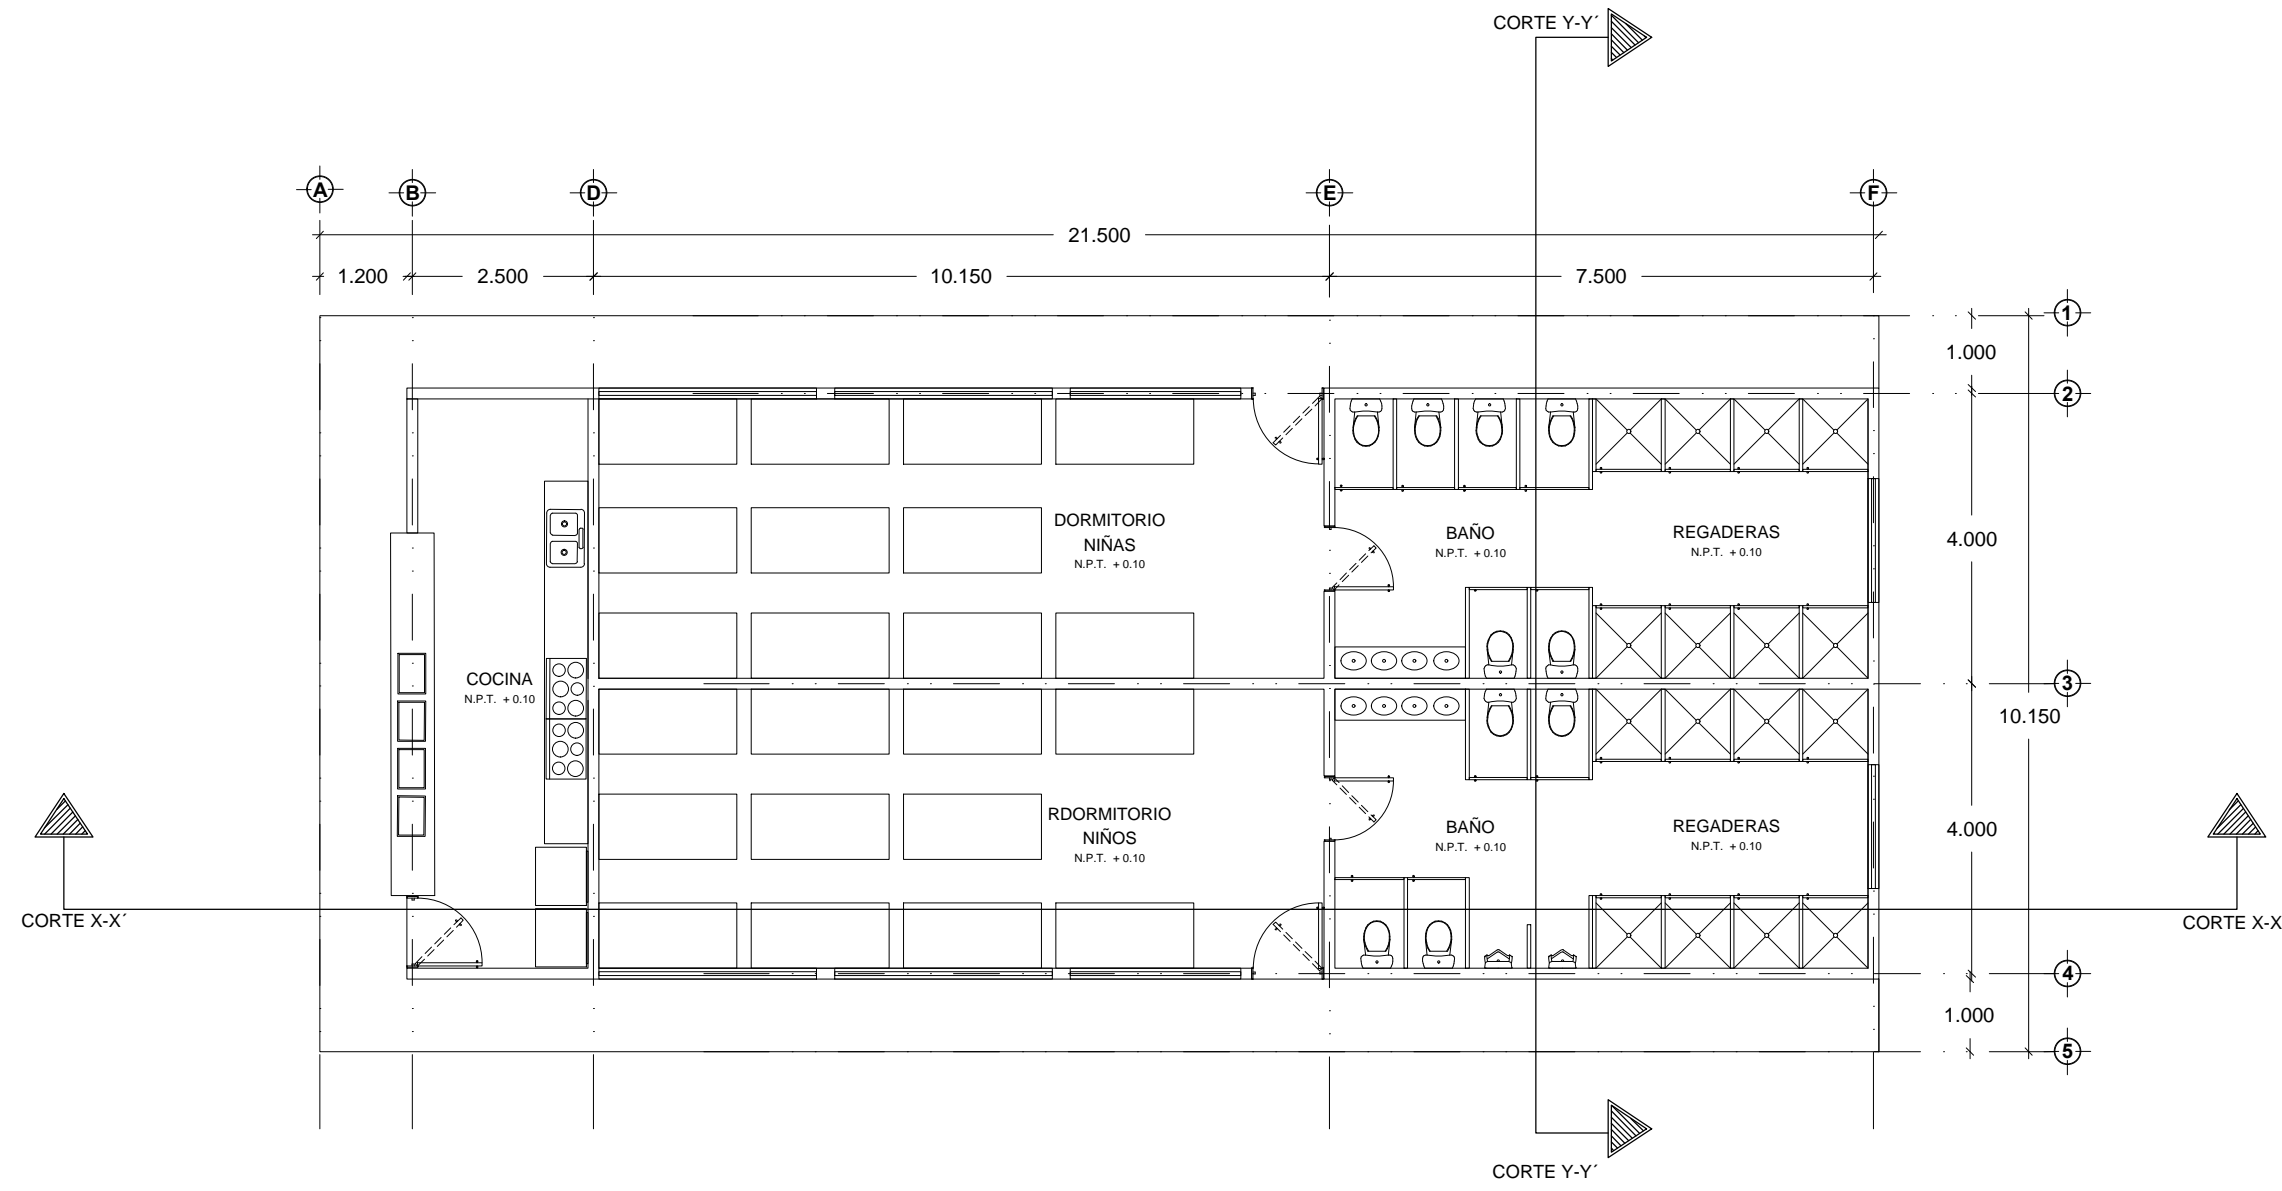 CORTE Y-Y´
A
B
D
E
F
21.500
1.200
2.500
10.150
7.500
1
1.000
2
DORMITORIO
NIÑAS
N.P.T. + 0.10
BAÑO
N.P.T. + 0.10
REGADERAS
N.P.T. + 0.10
4.000
COCINA
N.P.T. + 0.10
3
10.150
RDORMITORIO
NIÑOS
N.P.T. + 0.10
BAÑO
N.P.T. + 0.10
REGADERAS
N.P.T. + 0.10
4.000
CORTE X-X´
CORTE X-X
4
1.000
5
CORTE Y-Y´